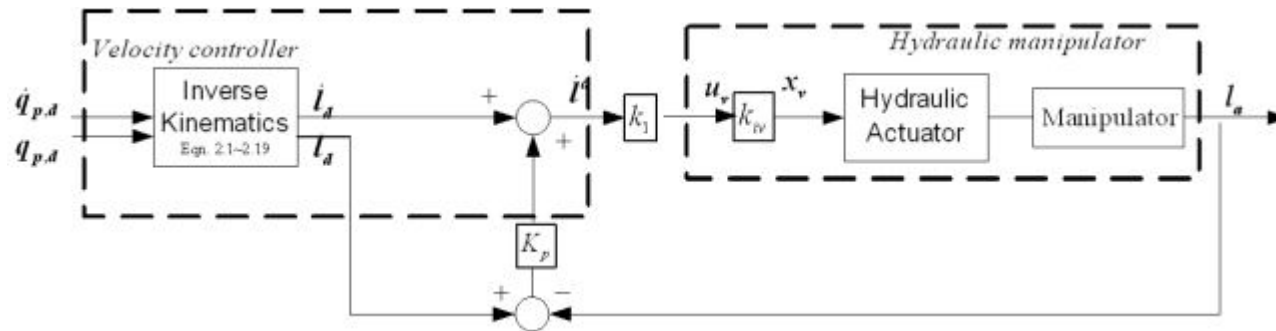 Velocity controller
Hydraulic manipulator
q̇p,d
qp,d
Inverse
Kinematics
Eqn. 2.1~2.19
l̇d
ld
+
+
k1
uv
kiv
xv
Hydraulic
Actuator
Manipulator
la
Kp
+
−